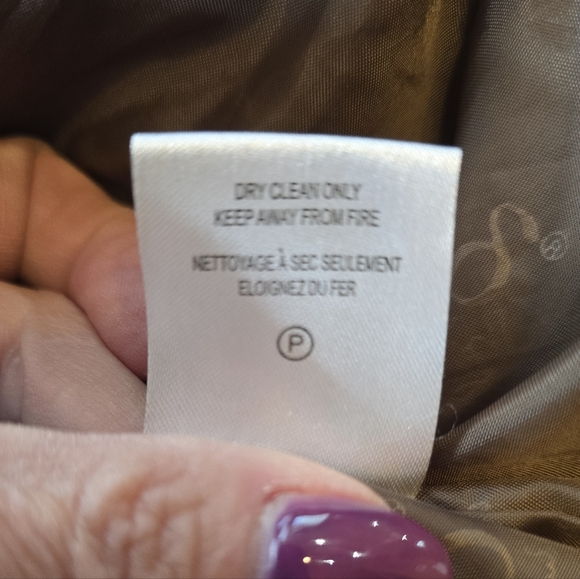 DRY CLEAN ONLY
KEEP AWAY FROM FIRE
NETTOYAGE À SEC SEULEMENT
ELOIGNEZ DU FER
P